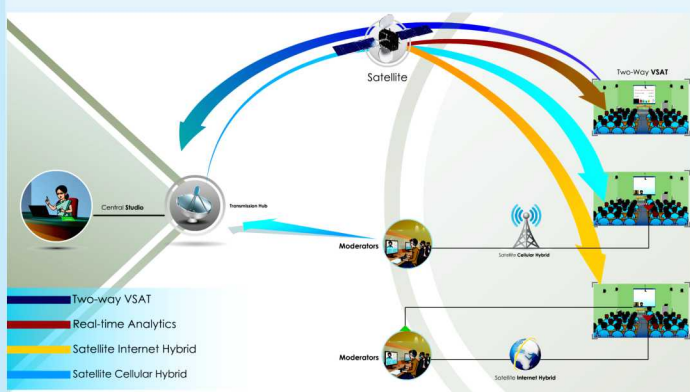 Two-Way VSAT
Satellite
Central Studio
Transmission Hub
Moderators
Satellite Cellular Hybrid
Two-way VSAT
Real-time Analytics
Satellite Internet Hybrid
Satellite Cellular Hybrid
Moderators
Satellite Internet Hybrid